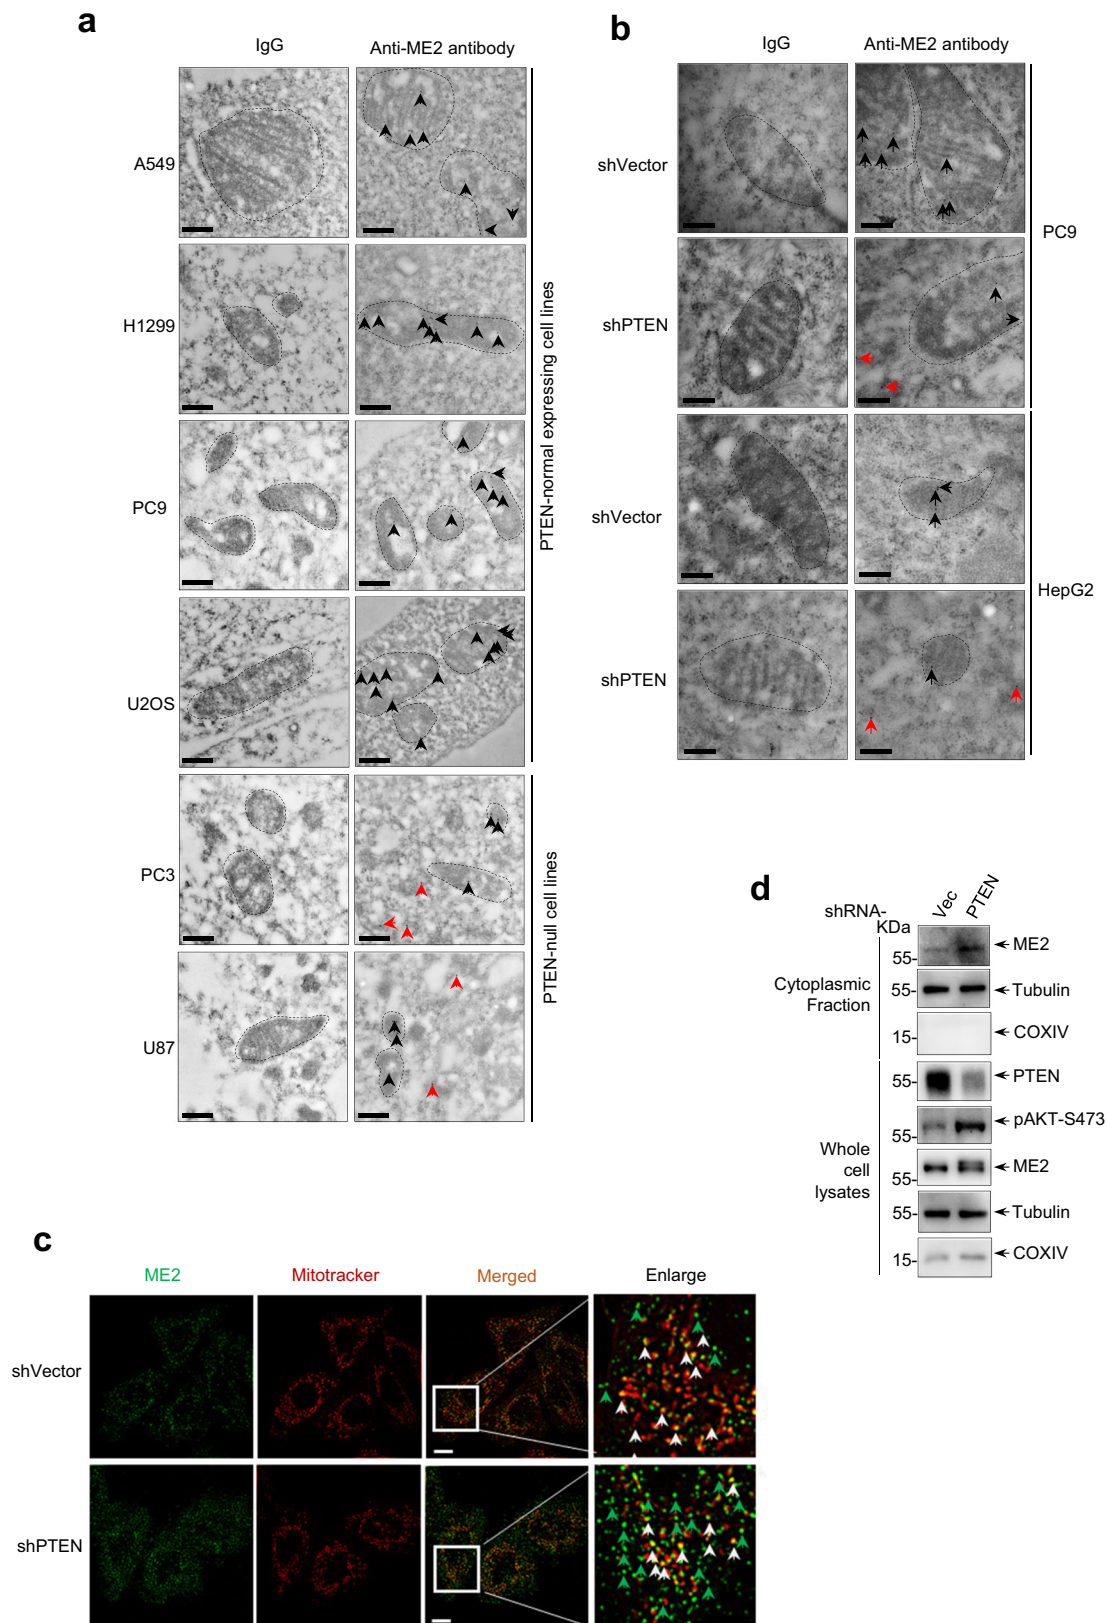 a
IgG
Anti-ME2 antibody
A549
H1299
PC9
U2OS
PC3
U87
PTEN-normal expressing cell lines
PTEN-null cell lines
b
IgG
Anti-ME2 antibody
shVector
shPTEN
shVector
shPTEN
PC9
HepG2
d
shRNA-
Vec
PTEN
KDa
55-
ME2
Cytoplasmic
Fraction
55-
Tubulin
15-
COXIV
55-
PTEN
55-
pAKT-S473
Whole
cell
lysates
55-
ME2
55-
Tubulin
15-
COXIV
c
ME2
Mitotracker
Merged
Enlarge
shVector
shPTEN